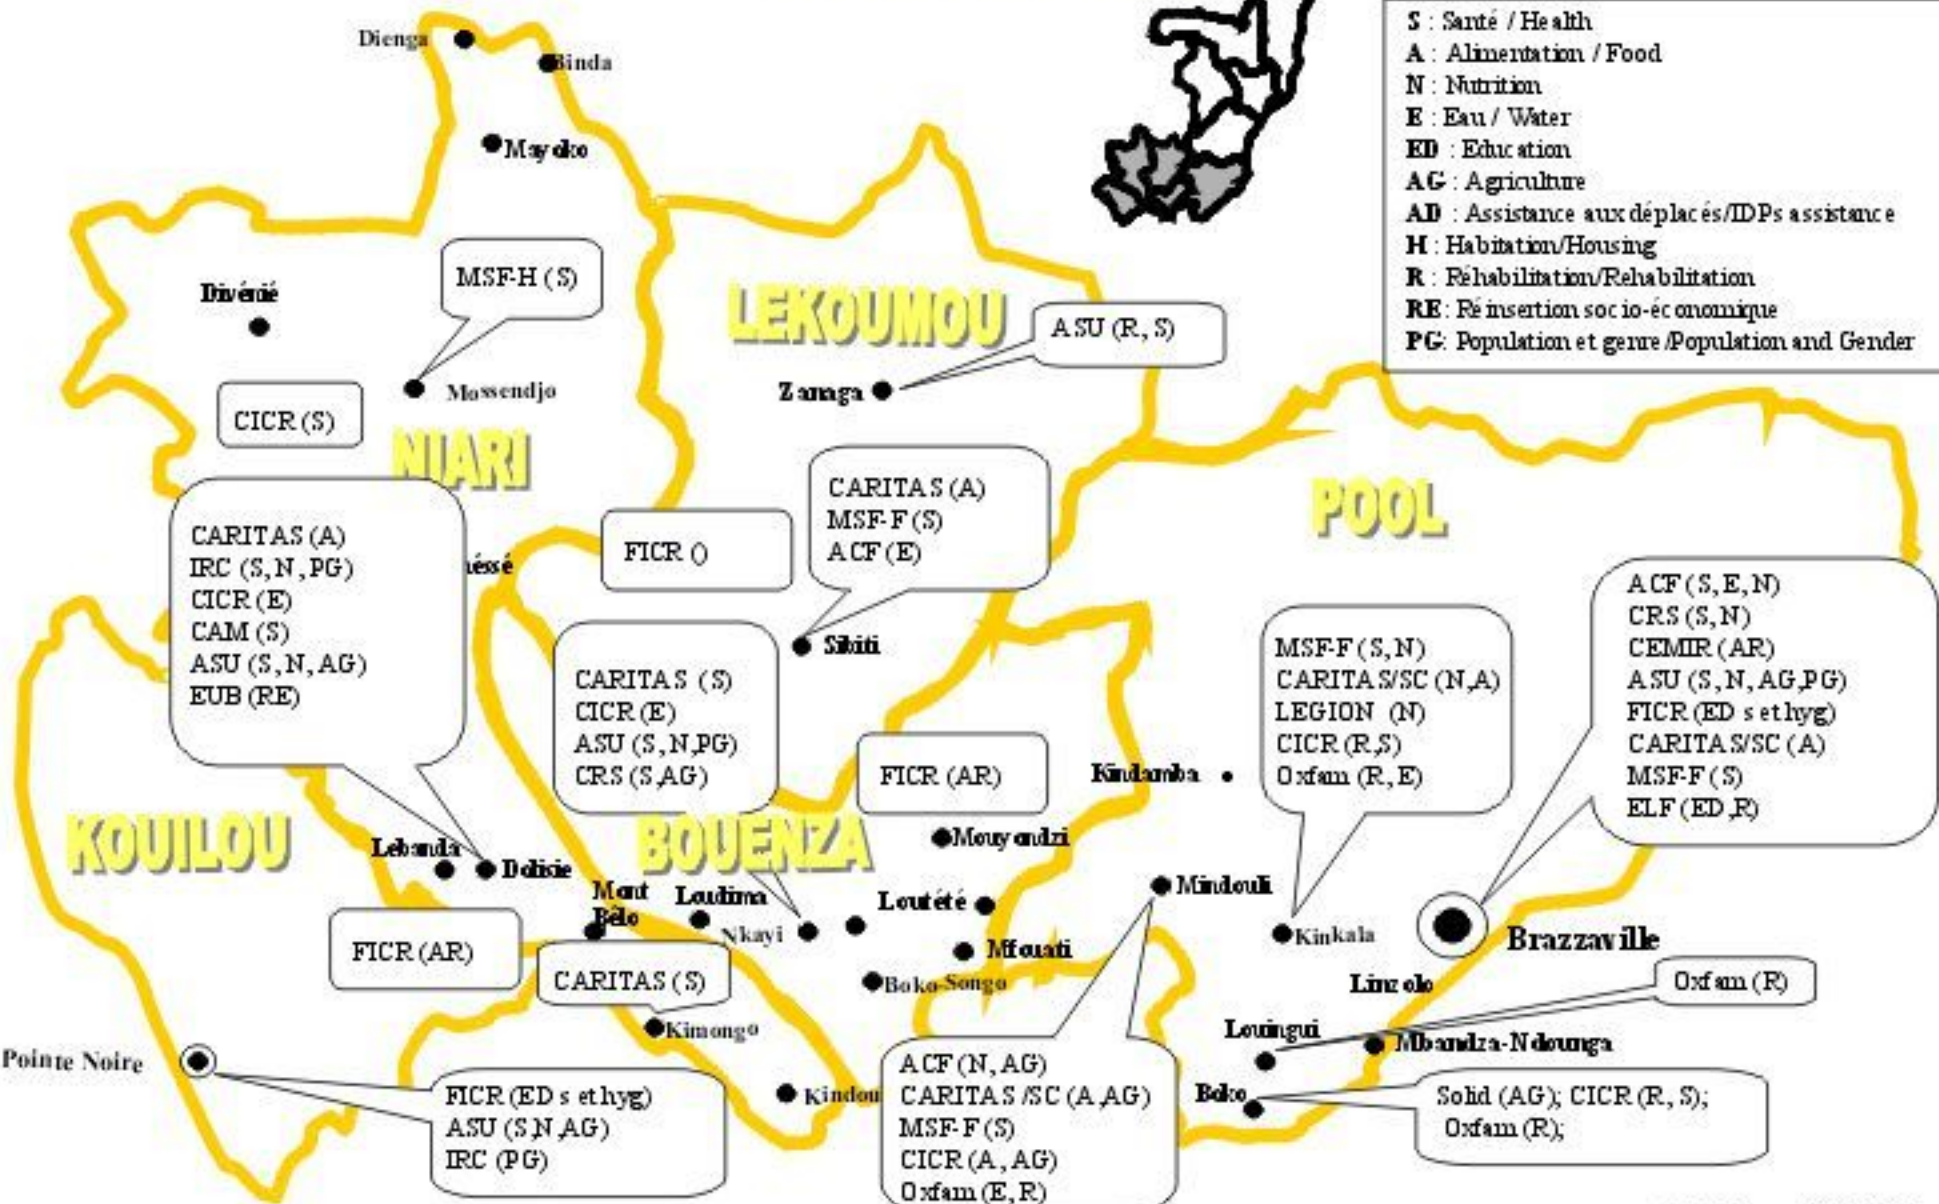 S : Santé / Health
A : Alimentation / Food
N : Nutrition
E : Eau / Water
ED : Education
AG : Agriculture
AD : Assistance aux déplacés/IDPs assistance
H : Habitation/Housing
R : Réhabilitation/Rehabilitation
RE : Réinsertion socio-économique
PG: Population et genre/Population and Gender
Dienga
Binda
Mayoko
Divénié
MSF-H (S)
Mossendjo
CICR (S)
NIARI
LEKOUMOU
ASU (R, S)
Zanaga
CARITAS (A)
MSF-F (S)
ACF (E)
Sibiti
FICR ()
POOL
CARITAS (A)
IRC (S, N, PG)
CICR (E)
CAM (S)
ASU (S, N, AG)
EUB (RE)
CARITAS (S)
CICR (E)
ASU (S, N,PG)
CRS (S,AG)
FICR (AR)
Kindamba
MSF-F (S, N)
CARITAS/SC (N,A)
LEGION (N)
CICR (R,S)
Oxfam (R, E)
ACF (S, E, N)
CRS (S, N)
CEMIR (AR)
ASU (S, N, AG,PG)
FICR (ED s et hyg)
CARITAS/SC (A)
MSF-F (S)
ELF (ED,R)
KOUILOU
Lebanda
Dolisie
BOUENZA
Mouyondzi
Mont
Bélo
Loudima
Nkayi
Loutété
Mfouati
Boko-Songo
Mindouli
Kinkala
Brazzaville
Linzolo
FICR (AR)
CARITAS (S)
Kimongo
Kindou
Oxfam (R)
Louingui
Mbandza-Ndounga
Boko
Solid (AG); CICR (R, S);
Oxfam (R);
Pointe Noire
FICR (ED s et hyg)
ASU (S,N,AG)
IRC (PG)
ACF (N, AG)
CARITAS /SC (A,AG)
MSF-F (S)
CICR (A, AG)
Oxfam (E, R)